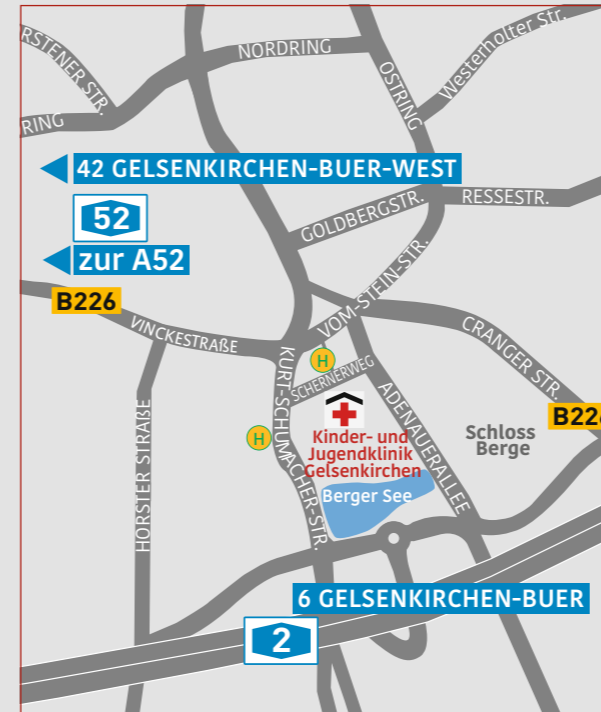 Westerholter Str.
RSTENER STR.
NORDRING
OSTRING
RING
42 GELSENKIRCHEN-BUER-WEST
52
GOLDBERGSTR.
RESSESTR.
zur A52
VOM-STEIN-STR.
B226
VINCKESTRAßE
CRANGER STR.
H
KURT-SCHUMACHER-STR.
SCHERNERWEG
ADENAUERALLEE
HORSTER STRAßE
H
B226
Kinder- und
Jugendklinik
Gelsenkirchen
Schloss
Berge
Berger See
6 GELSENKIRCHEN-BUER
2